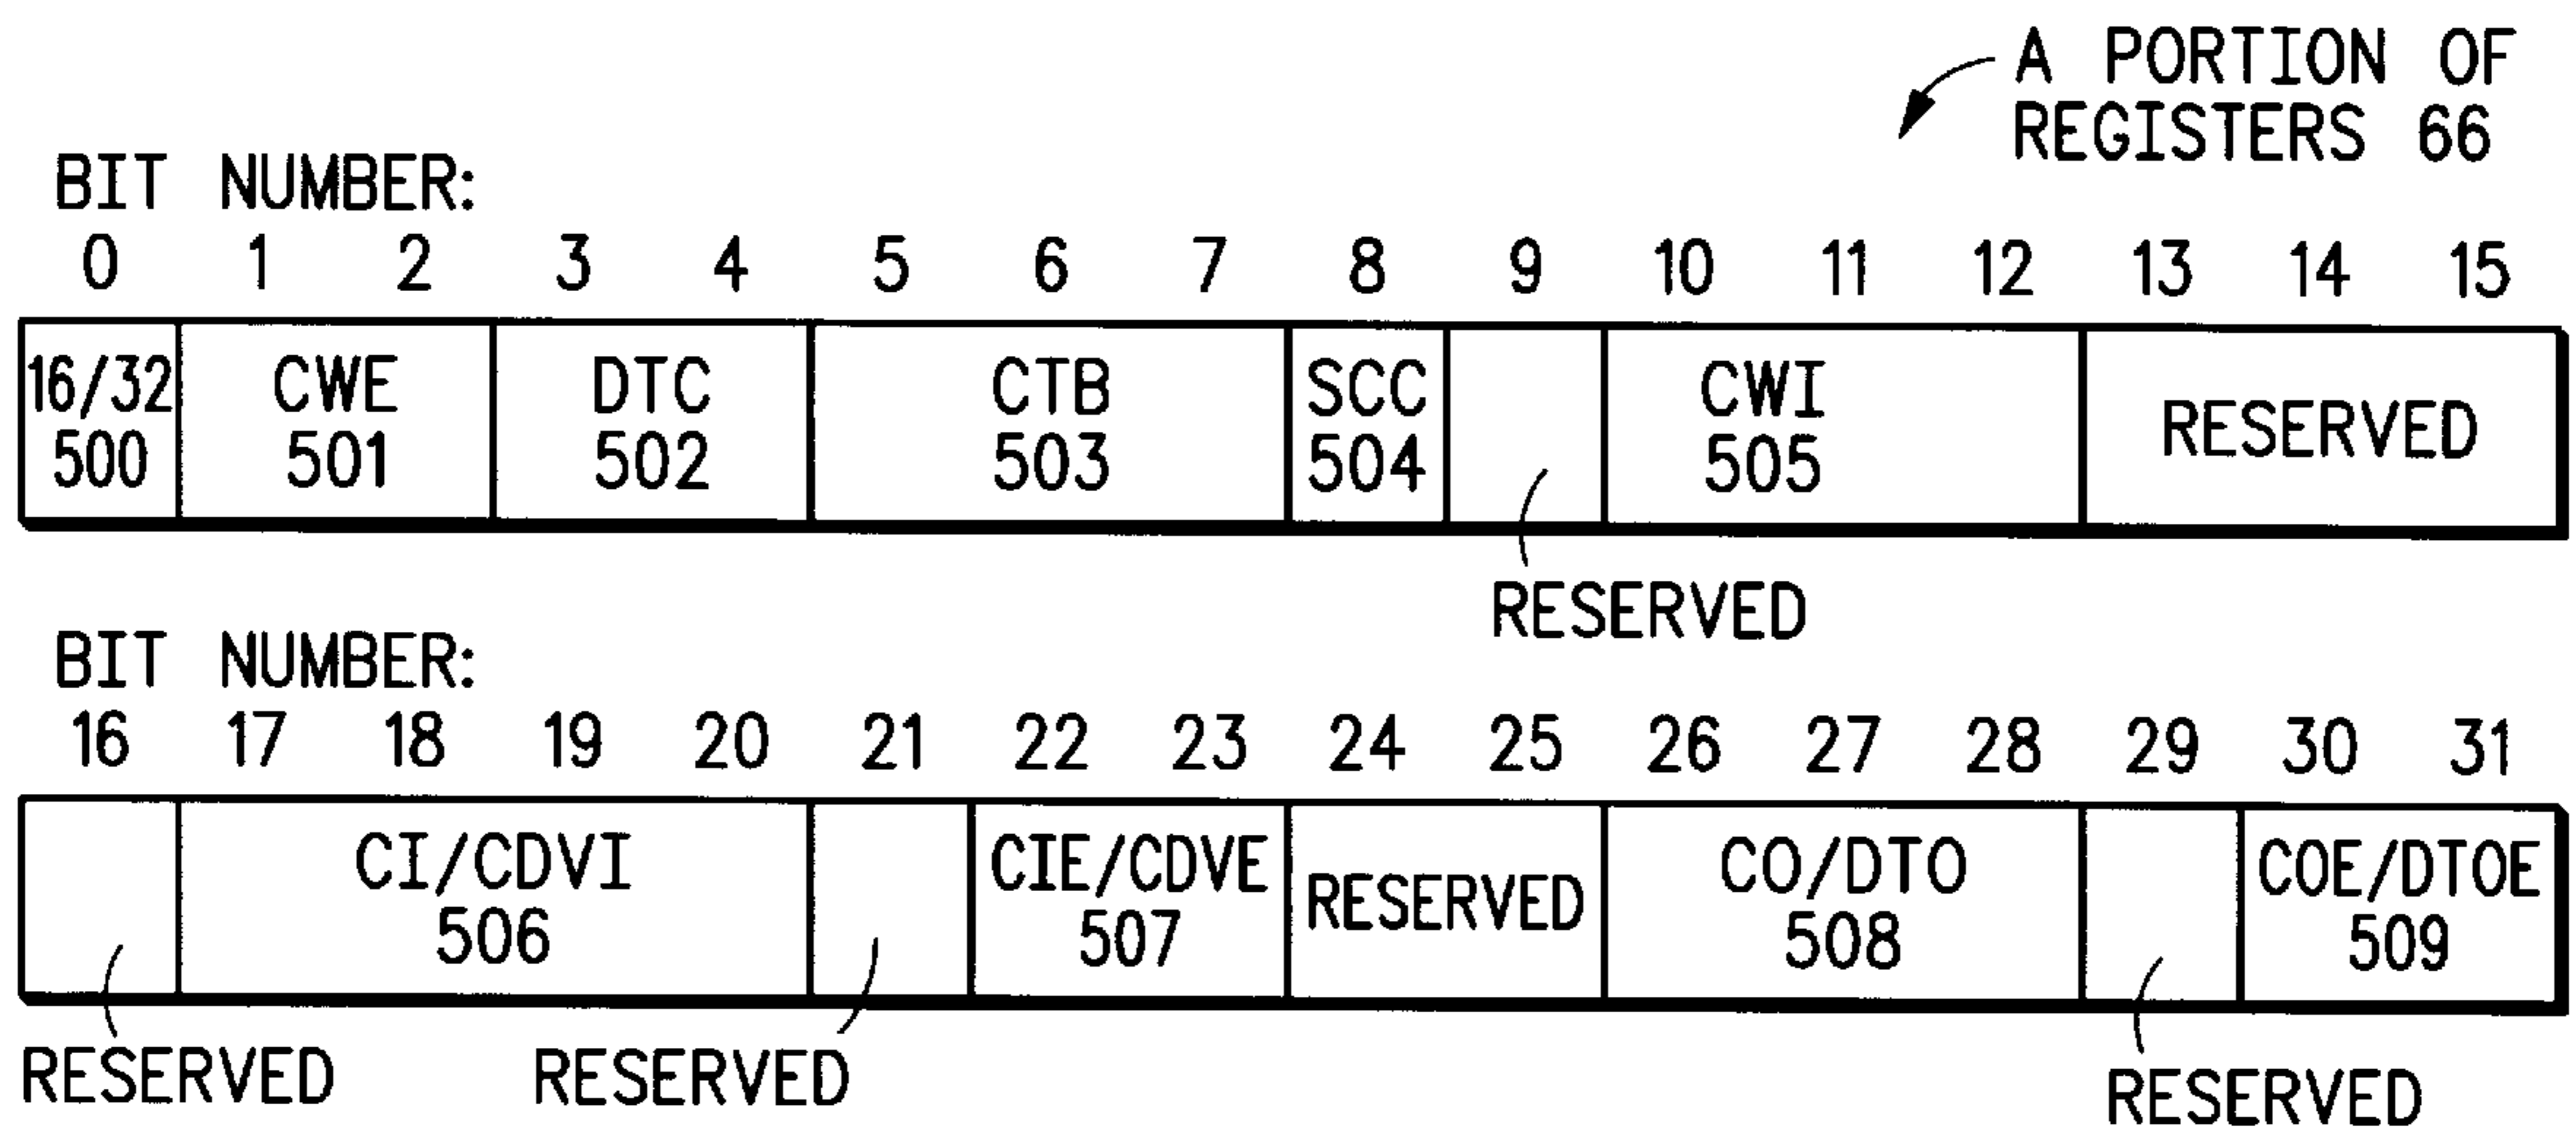 A PORTION OF
REGISTERS 66
BIT NUMBER:
0 1 2 3 4 5 6 7 8 9 10 11 12 13 14 15
16/32 CWE DTC CTB SCC CWI RESERVED
500 501 502 503 504 505
RESERVED
BIT NUMBER:
16 17 18 19 20 21 22 23 24 25 26 27 28 29 30 31
CI/CDVI CIE/CDVE RESERVED CO/DTO COE/DTOE
506 507 508 509
RESERVED RESERVED RESERVED